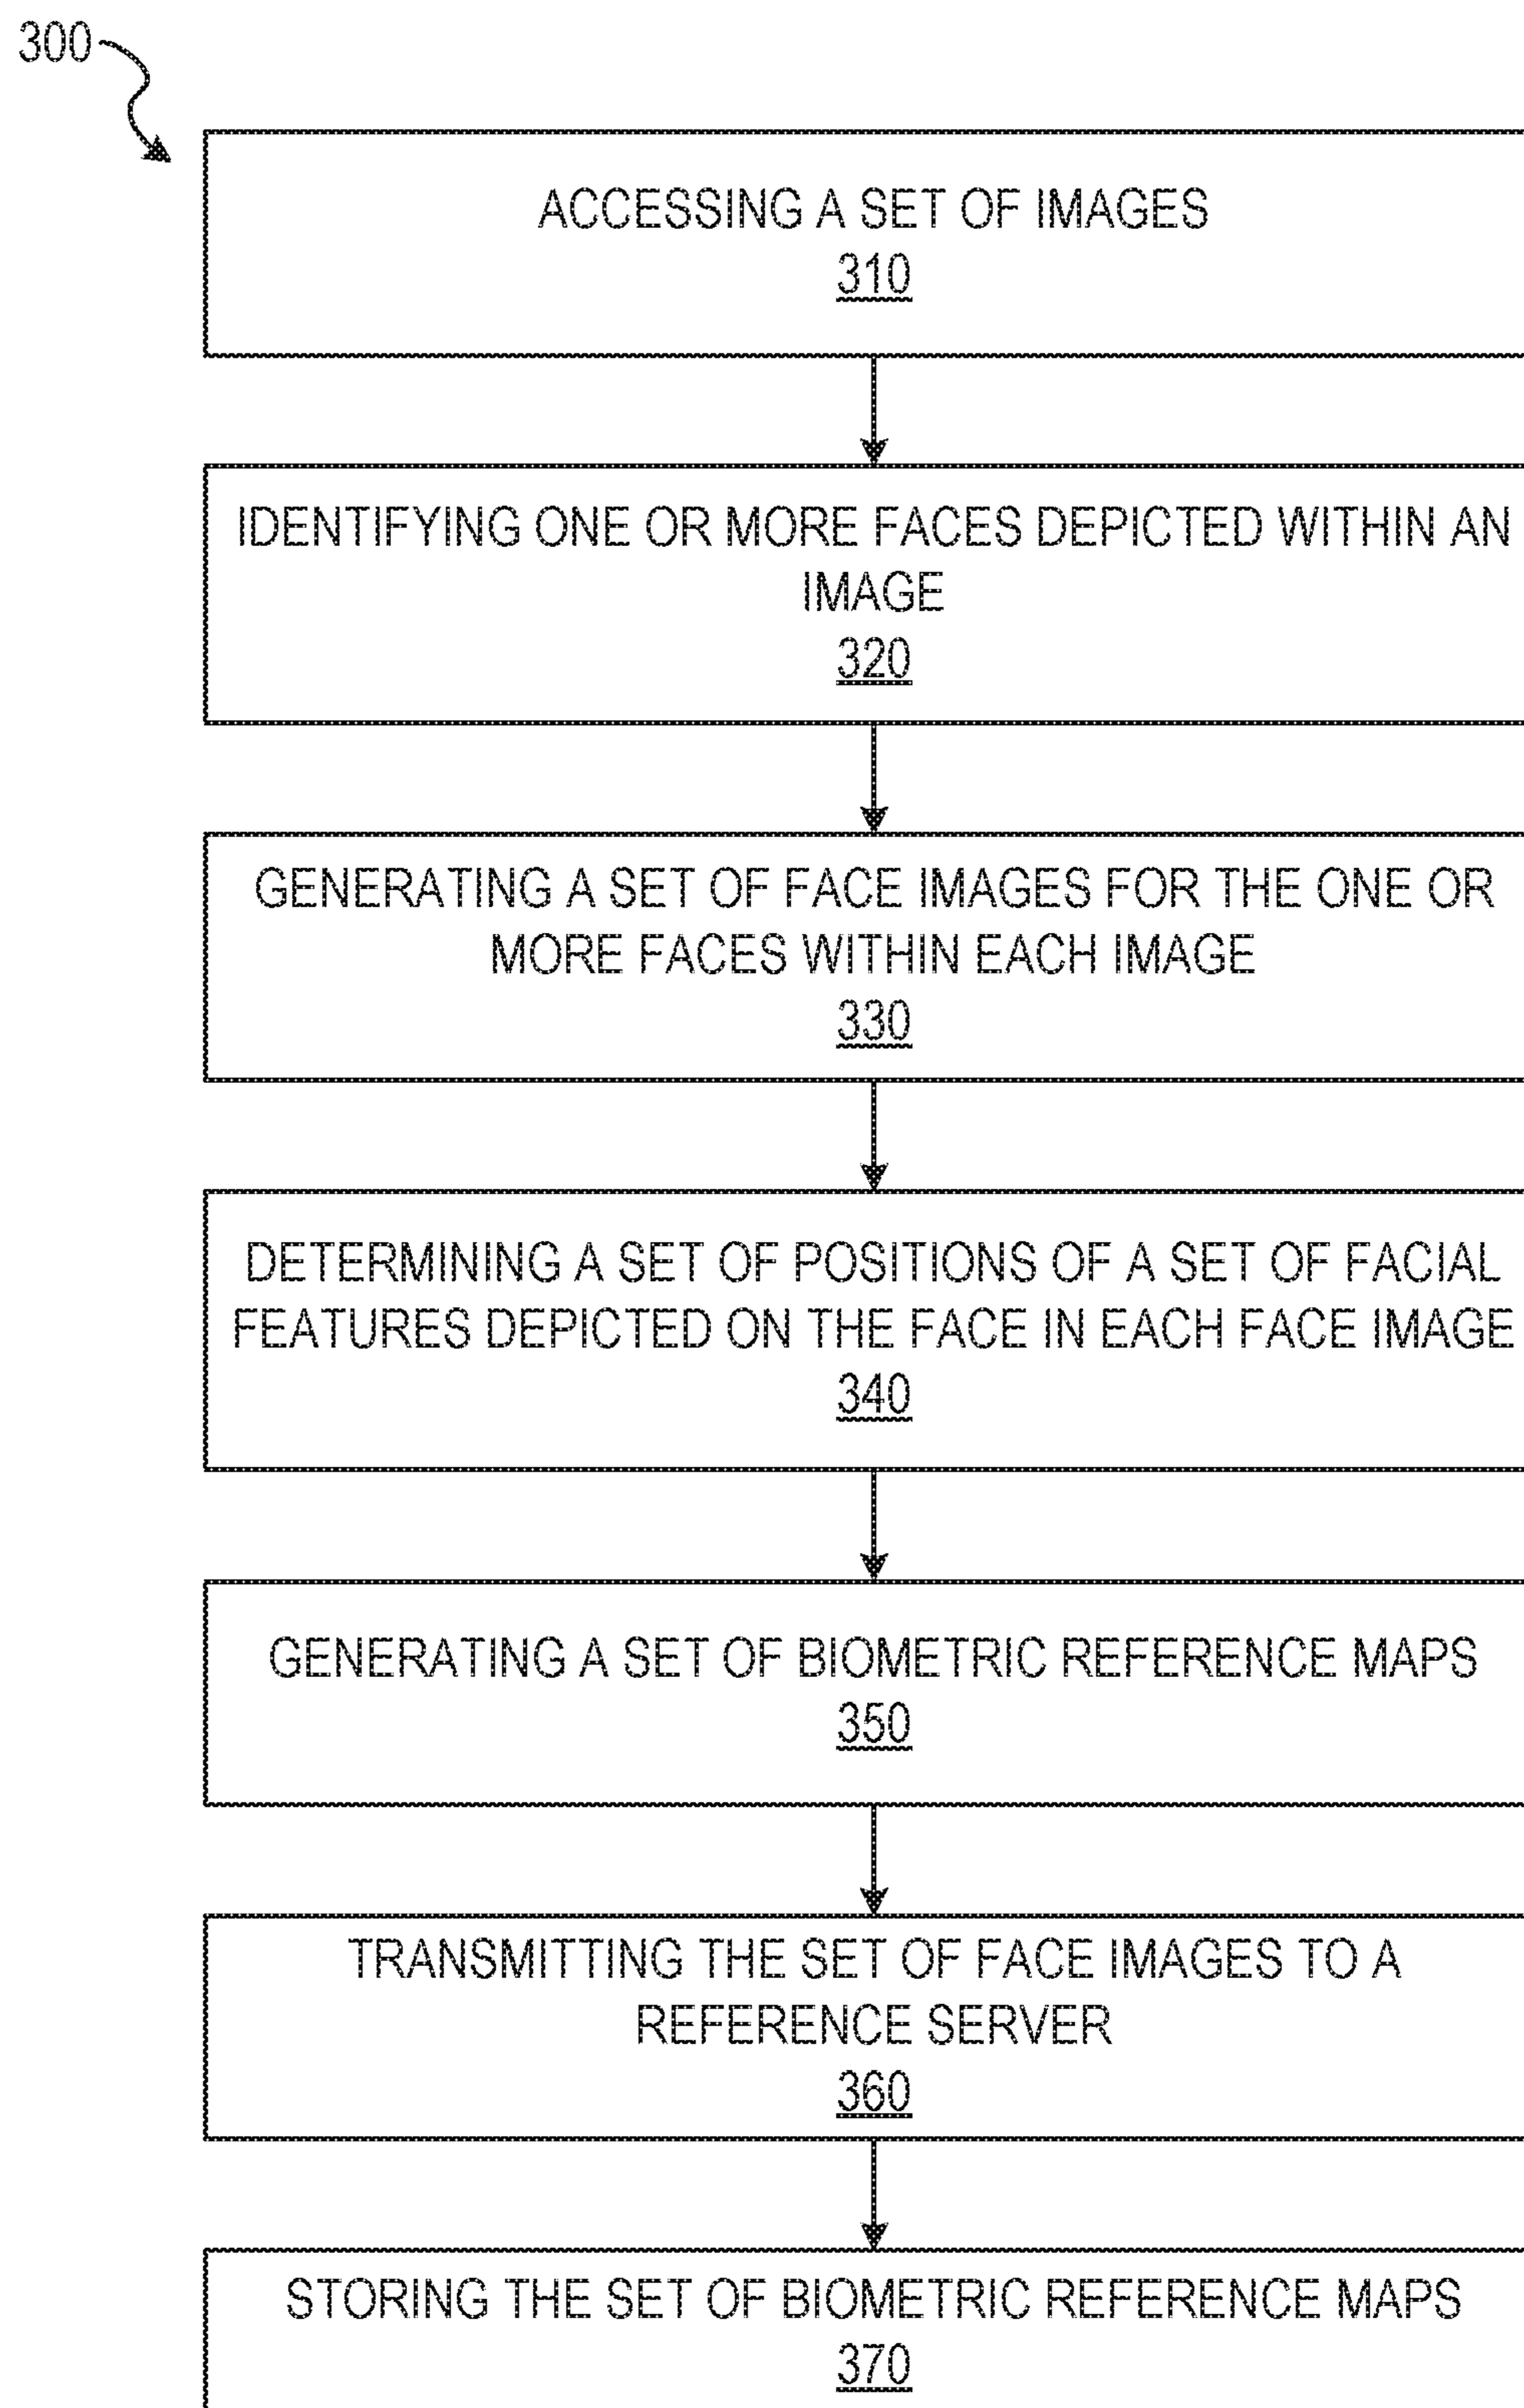 300
ACCESSING A SET OF IMAGES
310
IDENTIFYING ONE OR MORE FACES DEPICTED WITHIN AN
IMAGE
320
GENERATING A SET OF FACE IMAGES FOR THE ONE OR
MORE FACES WITHIN EACH IMAGE
330
DETERMINING A SET OF POSITIONS OF A SET OF FACIAL
FEATURES DEPICTED ON THE FACE IN EACH FACE IMAGE
340
GENERATING A SET OF BIOMETRIC REFERENCE MAPS
350
TRANSMITTING THE SET OF FACE IMAGES TO A
REFERENCE SERVER
360
STORING THE SET OF BIOMETRIC REFERENCE MAPS
370